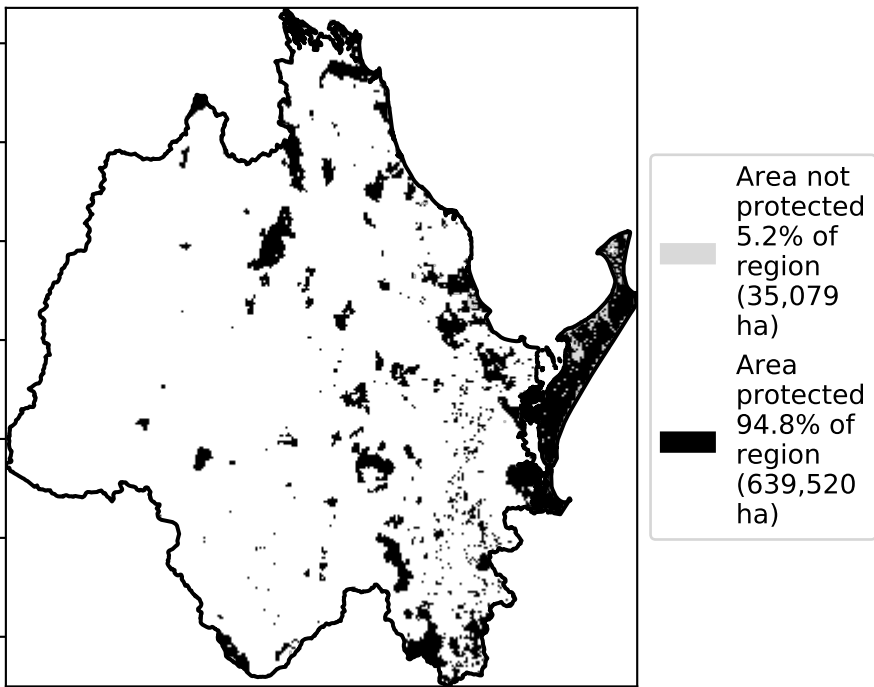 Area not
protected
5.2% of
region
(35,079
ha)
Area
protected
94.8% of
region
(639,520
ha)